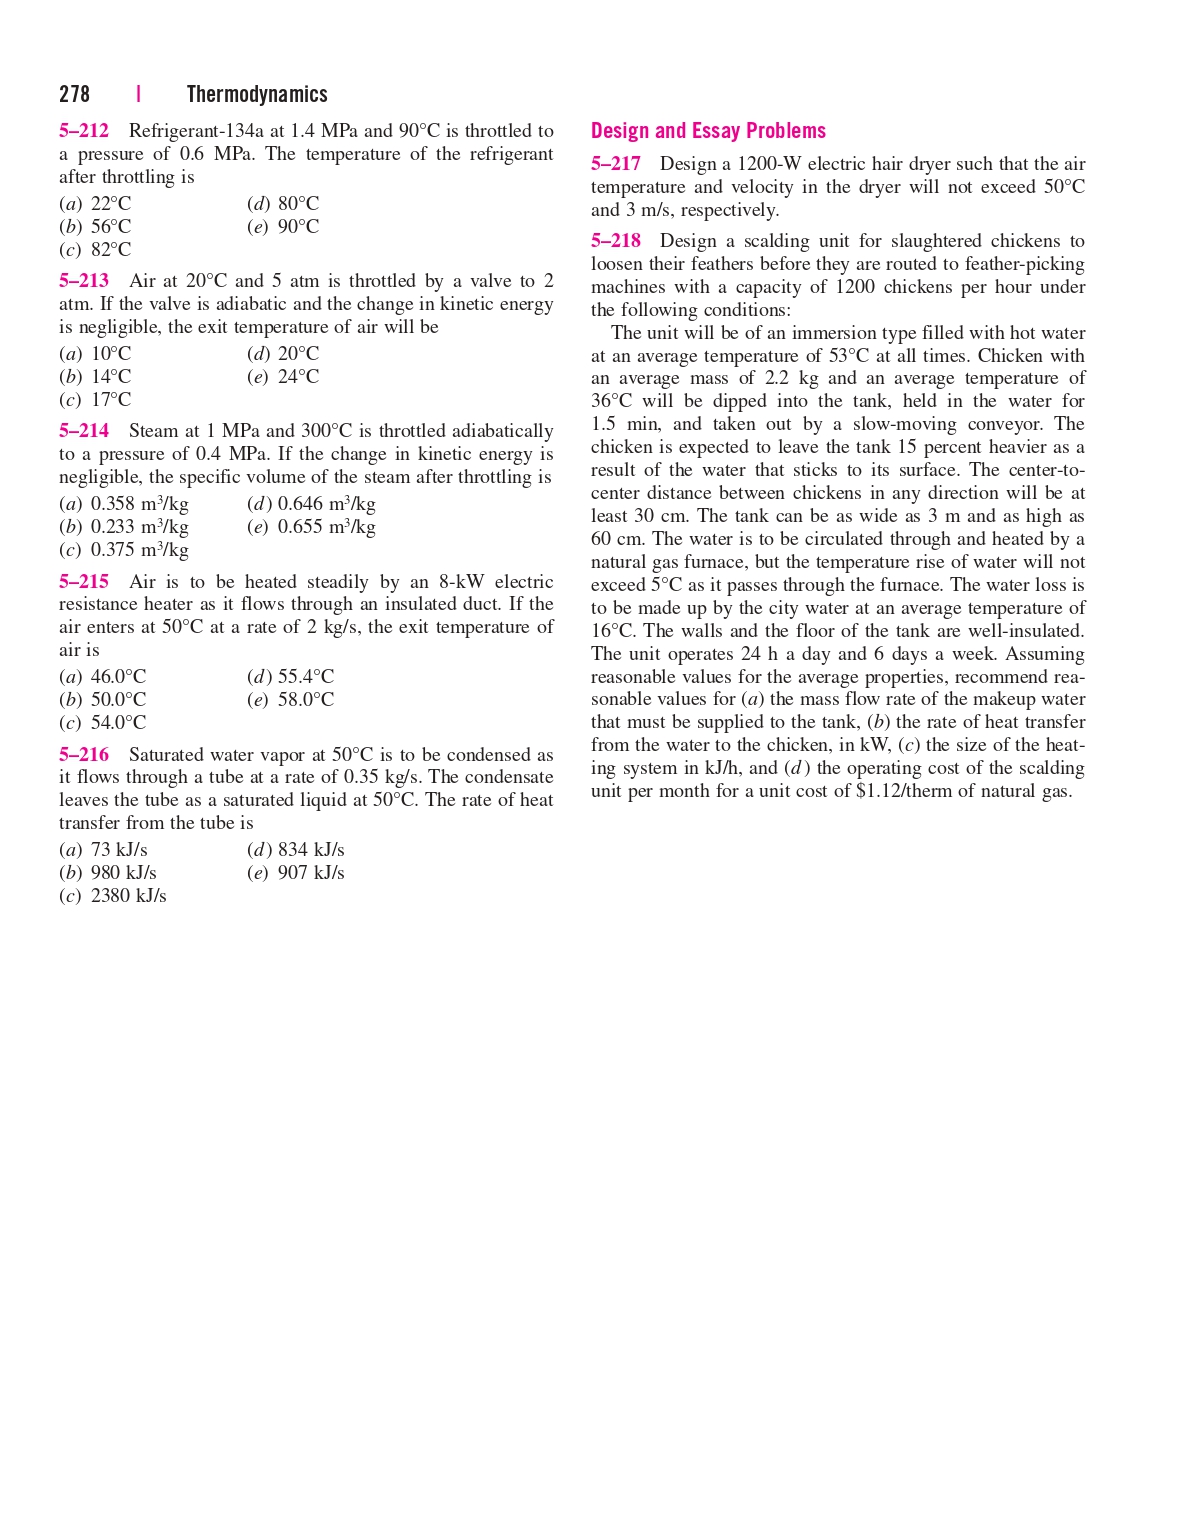 278 | Thermodynamics
5–212 Refrigerant-134a at 1.4 MPa and 90°C is throttled to
a pressure of 0.6 MPa. The temperature of the refrigerant
after throttling is
(a) 22°C (d) 80°C
(b) 56°C (e) 90°C
(c) 82°C
5–213 Air at 20°C and 5 atm is throttled by a valve to 2
atm. If the valve is adiabatic and the change in kinetic energy
is negligible, the exit temperature of air will be
(a) 10°C (d) 20°C
(b) 14°C (e) 24°C
(c) 17°C
5–214 Steam at 1 MPa and 300°C is throttled adiabatically
to a pressure of 0.4 MPa. If the change in kinetic energy is
negligible, the specific volume of the steam after throttling is
(a) 0.358 m³/kg (d) 0.646 m³/kg
(b) 0.233 m³/kg (e) 0.655 m³/kg
(c) 0.375 m³/kg
5–215 Air is to be heated steadily by an 8-kW electric
resistance heater as it flows through an insulated duct. If the
air enters at 50°C at a rate of 2 kg/s, the exit temperature of
air is
(a) 46.0°C (d) 55.4°C
(b) 50.0°C (e) 58.0°C
(c) 54.0°C
5–216 Saturated water vapor at 50°C is to be condensed as
it flows through a tube at a rate of 0.35 kg/s. The condensate
leaves the tube as a saturated liquid at 50°C. The rate of heat
transfer from the tube is
(a) 73 kJ/s (d) 834 kJ/s
(b) 980 kJ/s (e) 907 kJ/s
(c) 2380 kJ/s
Design and Essay Problems
5–217 Design a 1200-W electric hair dryer such that the air
temperature and velocity in the dryer will not exceed 50°C
and 3 m/s, respectively.
5–218 Design a scalding unit for slaughtered chickens to
loosen their feathers before they are routed to feather-picking
machines with a capacity of 1200 chickens per hour under
the following conditions:
The unit will be of an immersion type filled with hot water
at an average temperature of 53°C at all times. Chicken with
an average mass of 2.2 kg and an average temperature of
36°C will be dipped into the tank, held in the water for
1.5 min, and taken out by a slow-moving conveyor. The
chicken is expected to leave the tank 15 percent heavier as a
result of the water that sticks to its surface. The center-to-
center distance between chickens in any direction will be at
least 30 cm. The tank can be as wide as 3 m and as high as
60 cm. The water is to be circulated through and heated by a
natural gas furnace, but the temperature rise of water will not
exceed 5°C as it passes through the furnace. The water loss is
to be made up by the city water at an average temperature of
16°C. The walls and the floor of the tank are well-insulated.
The unit operates 24 h a day and 6 days a week. Assuming
reasonable values for the average properties, recommend rea-
sonable values for (a) the mass flow rate of the makeup water
that must be supplied to the tank, (b) the rate of heat transfer
from the water to the chicken, in kW, (c) the size of the heat-
ing system in kJ/h, and (d) the operating cost of the scalding
unit per month for a unit cost of $1.12/therm of natural gas.